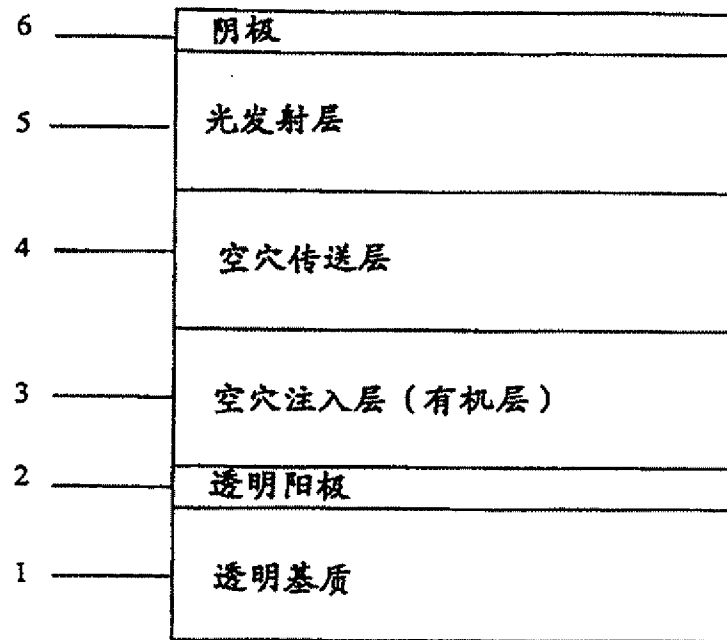 6 阴极
5 光发射层
4 空穴传送层
3 空穴注入层(有机层)
2 透明阳极
1 透明基质